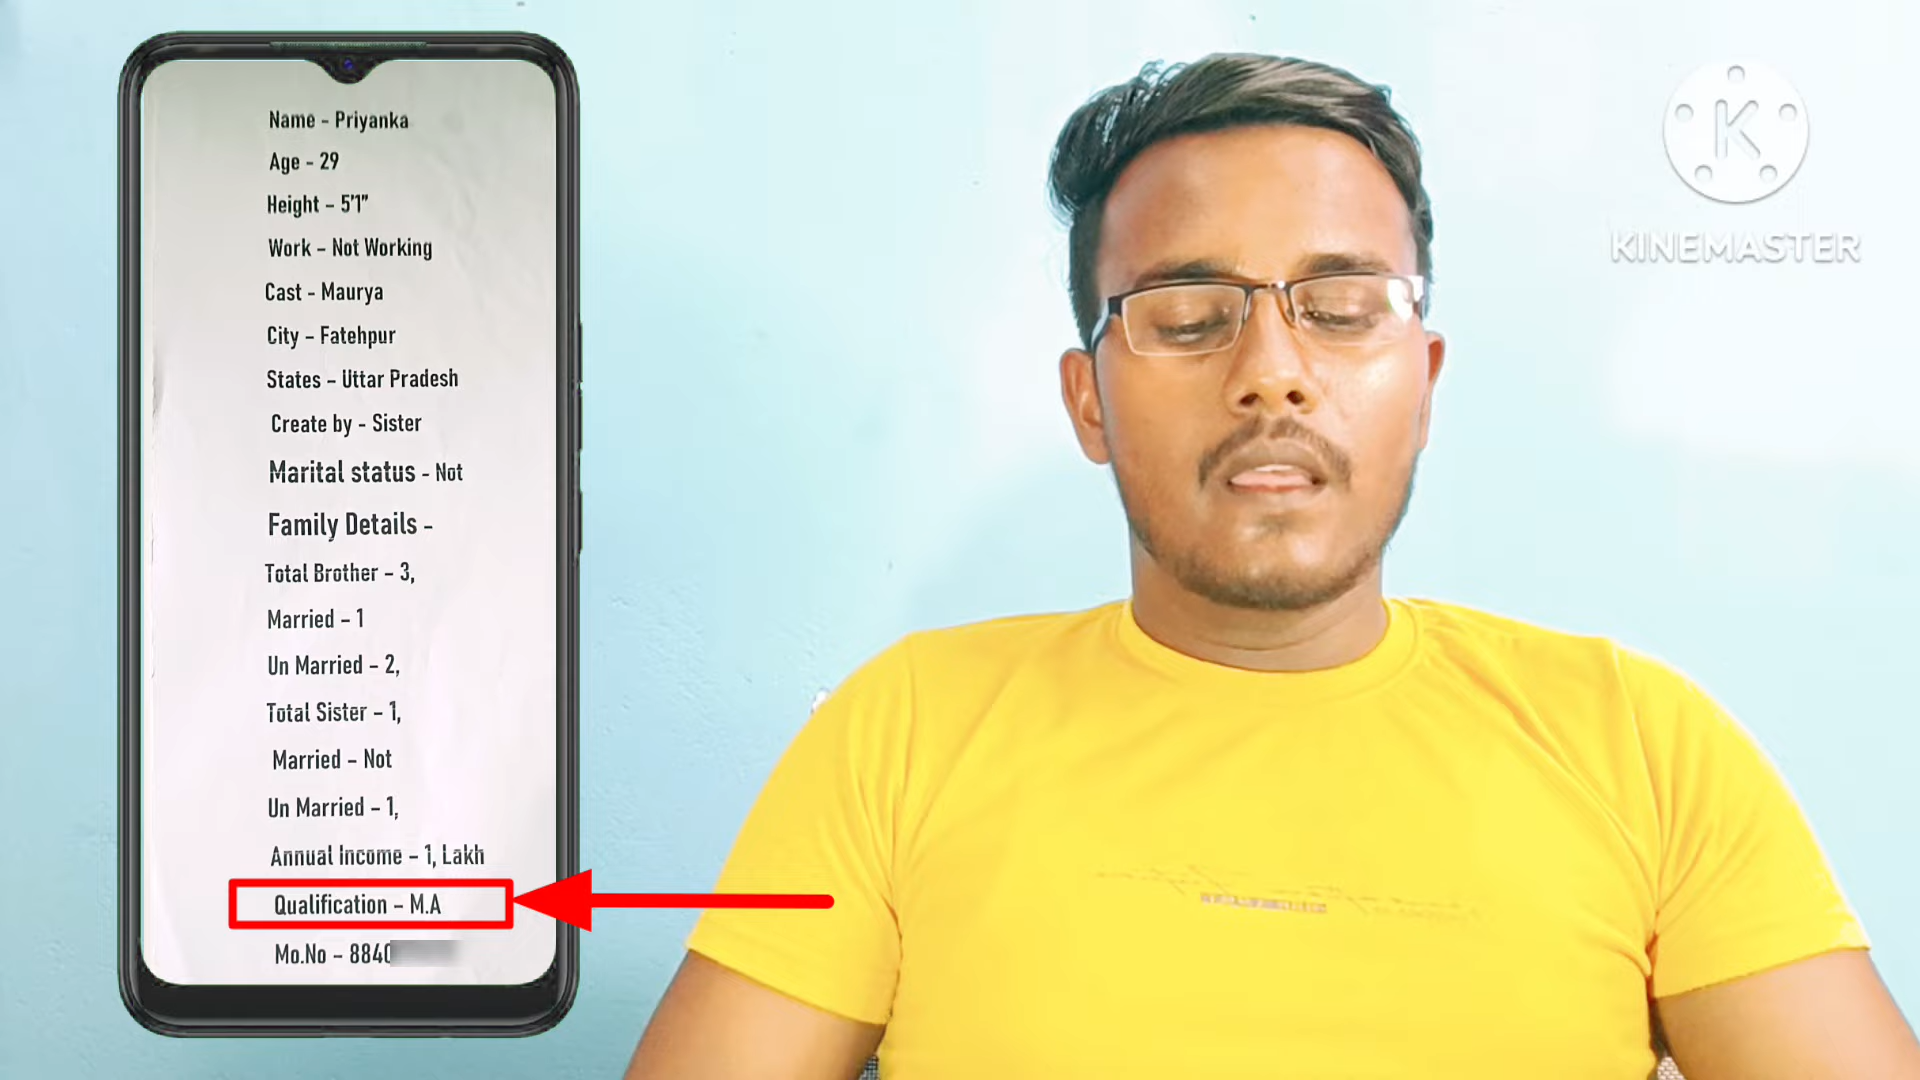 Name - Priyanka
Age - 29
Height - 5'1"
Work - Not Working
Cast - Maurya
City - Fatehpur
States - Uttar Pradesh
Create by - Sister
Marital status - Not
Family Details -
Total Brother - 3,
Married - 1
Un Married - 2,
Total Sister - 1,
Married - Not
Un Married - 1,
Annual Income - 1, Lakh
Qualification - M.A
Mo.No - 8840
K
KINEMASTER